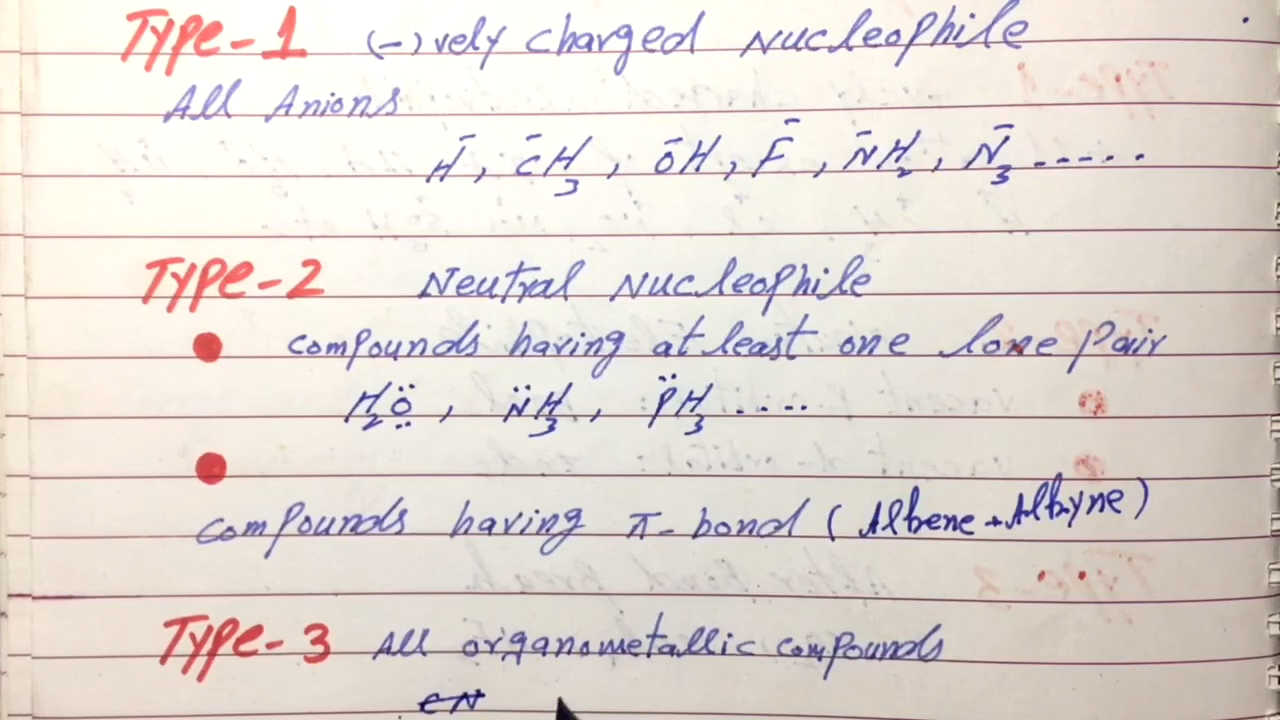 Type-1 (-)vely charged Nucleophile
All Anions
H̄, C̄H₃, ŌH, F̄, N̄H₂, N̄₃.....
Type-2 Neutral Nucleophile
Compounds having at least one lone pair
H₂Ö, N̈H₃, P̈H₃....
Compounds having π-bond (Alkene + Alkyne)
Type-3 All organometallic compounds